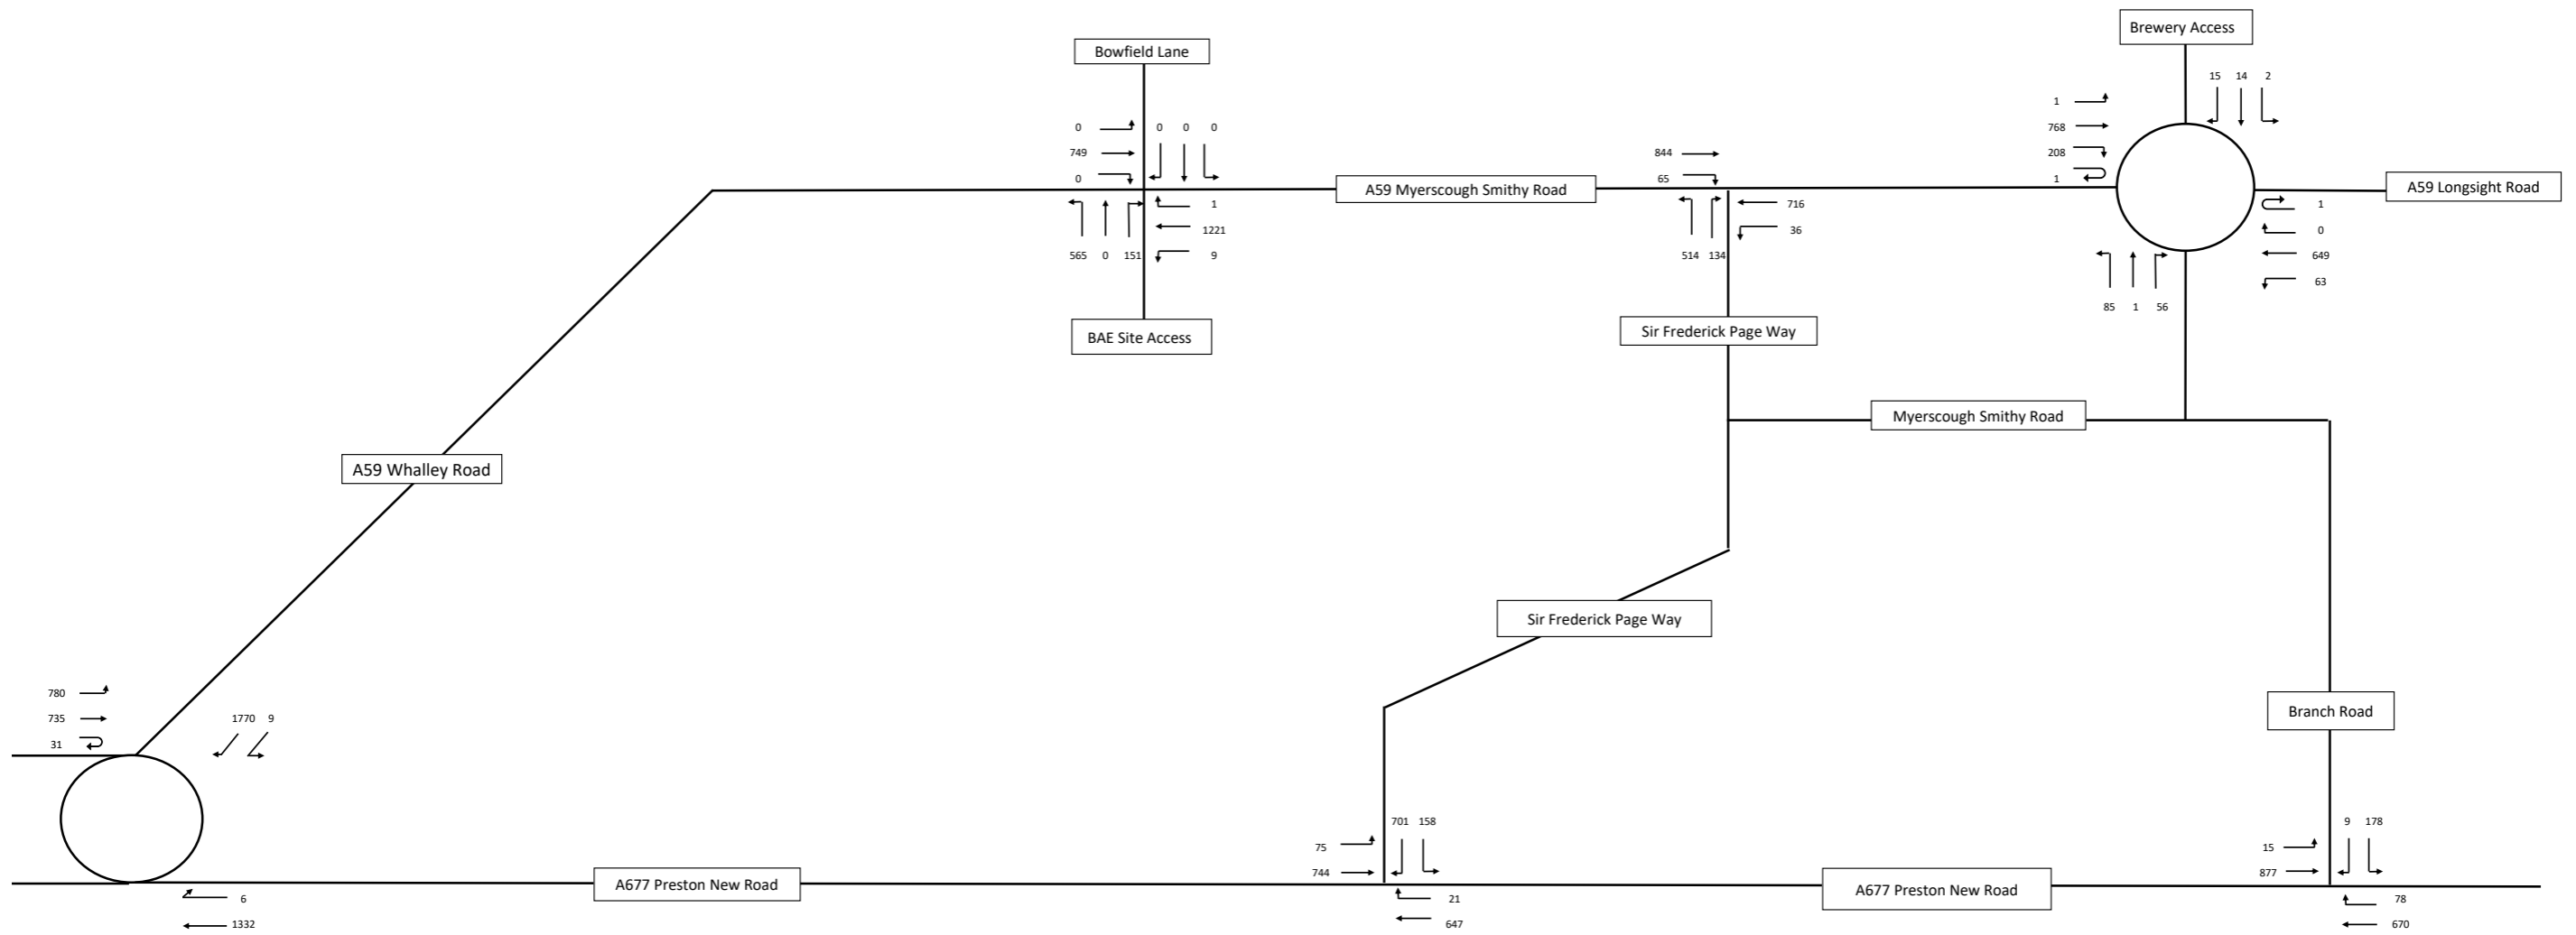 Brewery Access
Bowfield Lane
15 14 2
1
768
208
1
0 0 0 0
749
0
844
65
A59 Myerscough Smithy Road
A59 Longsight Road
1
1221
9
565 0 151
716
36
514 134
1
0
649
63
85 1 56
BAE Site Access
Sir Frederick Page Way
Myerscough Smithy Road
A59 Whalley Road
Sir Frederick Page Way
780
735
31
1770 9
Branch Road
701 158
75
744
9 178
15
877
A677 Preston New Road
A677 Preston New Road
6
1332
21
647
78
670